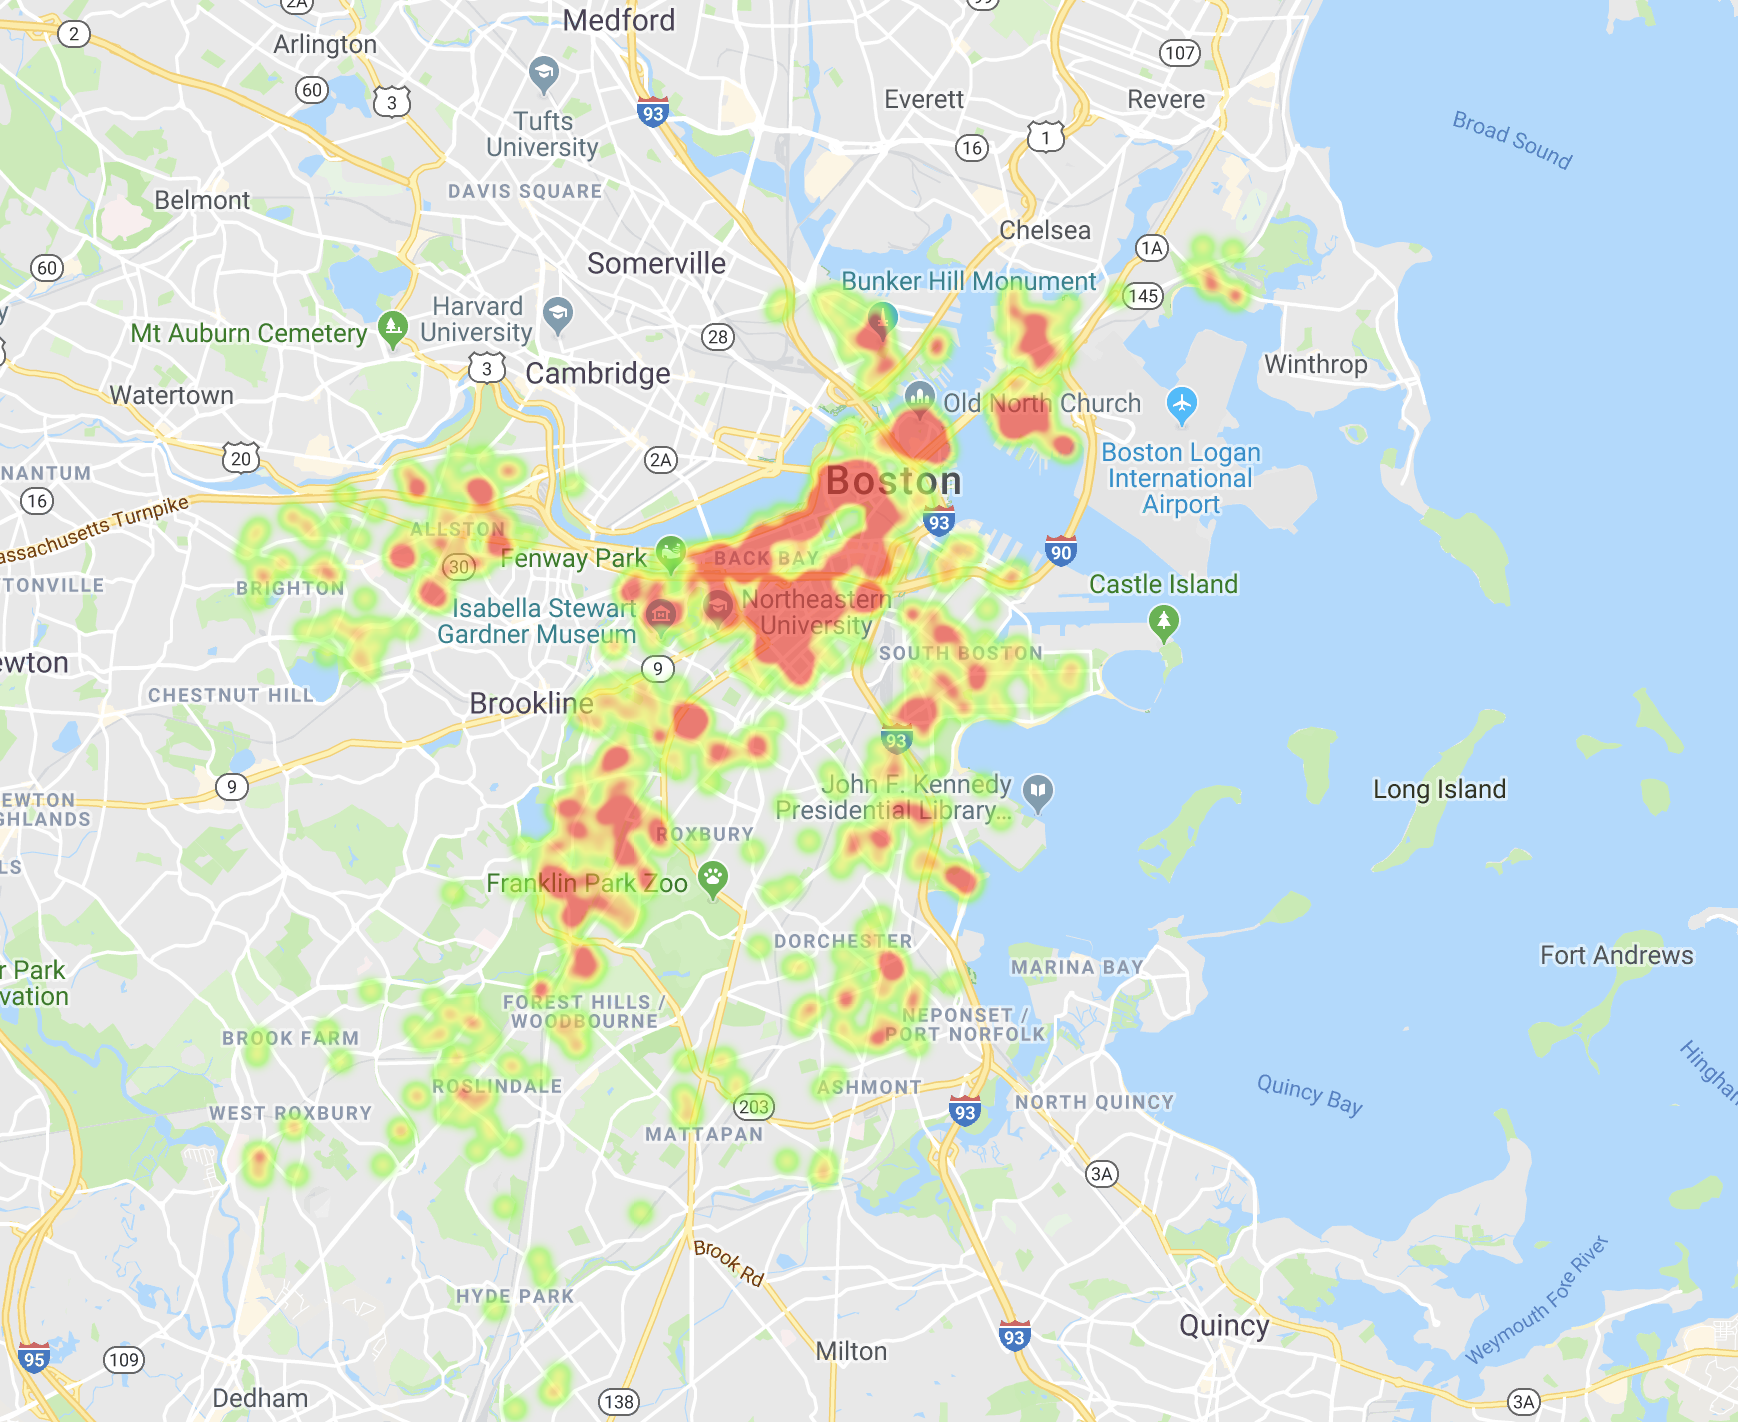 2A
99
Medford
2
Arlington
107
60
3
Everett
Revere
93
Tufts
University
1
16
Broad Sound
DAVIS SQUARE
Belmont
Chelsea
1A
60
Somerville
Bunker Hill Monument
145
Harvard
University
Mt Auburn Cemetery
28
Winthrop
3
Cambridge
Watertown
Old North Church
20
2A
Boston Logan
International
Airport
NANTUM
16
Boston
assachusetts Turnpike
93
ALLSTON
Fenway Park
BACK BAY
90
30
TONVILLE
BRIGHTON
Castle Island
Isabella Stewart
Gardner Museum
Northeastern
University
SOUTH BOSTON
ewton
9
CHESTNUT HILL
Brookline
93
9
John F. Kennedy
Presidential Library...
Long Island
EWTON
GHLANDS
ROXBURY
LS
Franklin Park Zoo
DORCHESTER
Fort Andrews
r Park
vation
MARINA BAY
FOREST HILLS /
WOODBOURNE
NEPONSET /
PORT NORFOLK
BROOK FARM
Hingham
ROSLINDALE
ASHMONT
Quincy Bay
WEST ROXBURY
203
93
NORTH QUINCY
MATTAPAN
3A
Brook Rd
Weymouth Fore River
HYDE PARK
Quincy
93
Milton
95
109
Dedham
138
3A